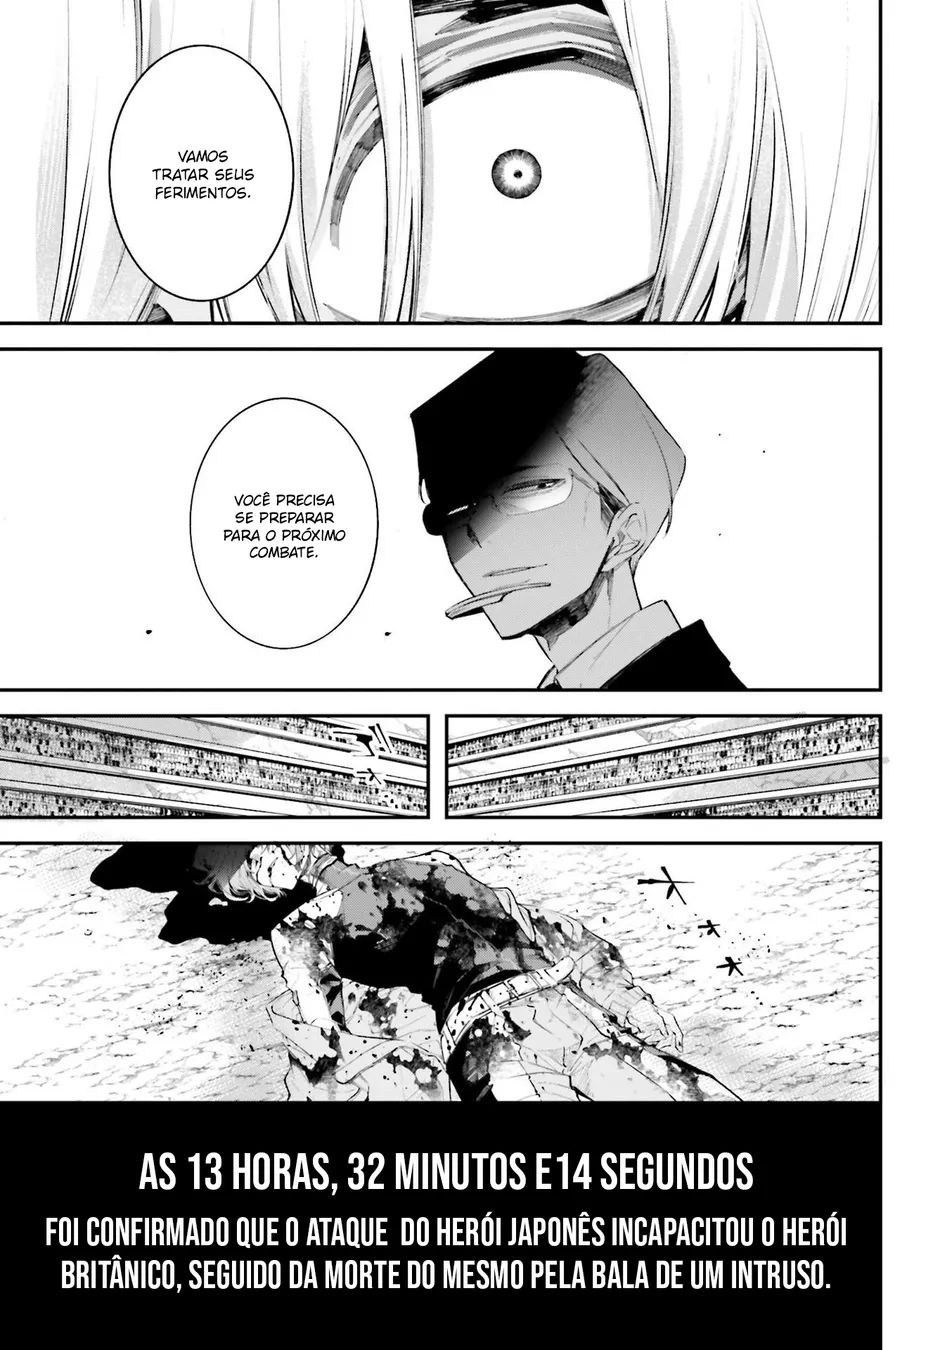 VAMOS
TRATAR SEUS
FERIMENTOS.
VOCÊ PRECISA
SE PREPARAR
PARA O PRÓXIMO
COMBATE.
AS 13 HORAS, 32 MINUTOS E14 SEGUNDOS
FOI CONFIRMADO QUE O ATAQUE DO HERÓI JAPONÊS INCAPACITOU O HERÓI
BRITÂNICO, SEGUIDO DA MORTE DO MESMO PELA BALA DE UM INTRUSO.